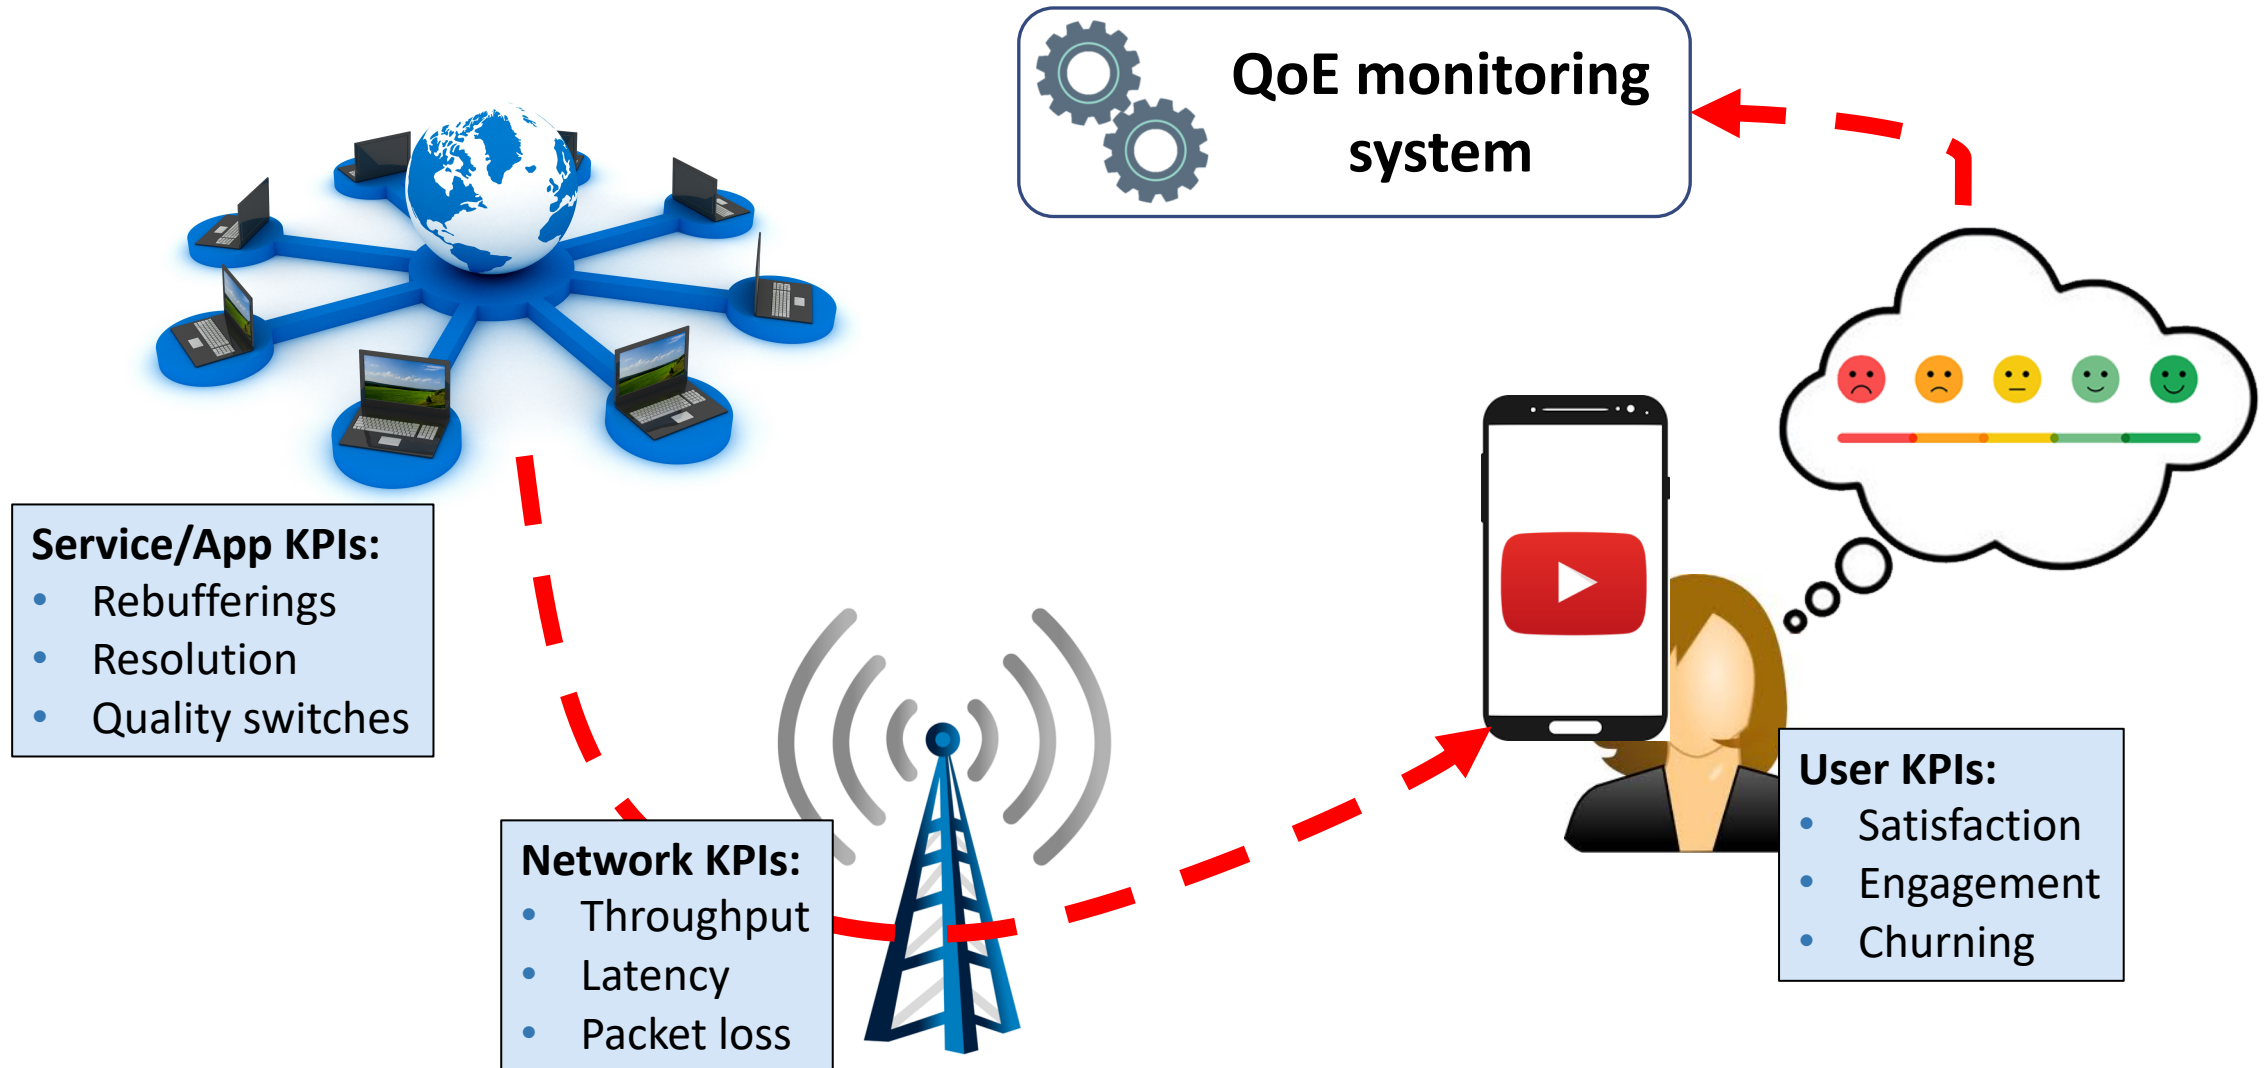 QoE monitoring
system
Service/App KPIs:
• Rebufferings
• Resolution
• Quality switches
Network KPIs:
• Throughput
• Latency
• Packet loss
User KPIs:
• Satisfaction
• Engagement
• Churning